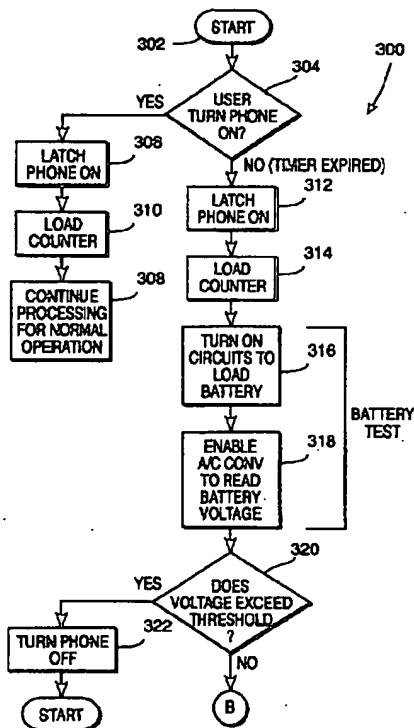 START
302
304
300
USER
TURN PHONE
ON?
YES
NO (TIMER EXPIRED)
LATCH
PHONE ON
308
LOAD
COUNTER
310
CONTINUE
PROCESSING
FOR NORMAL
OPERATION
308
LATCH
PHONE ON
312
LOAD
COUNTER
314
TURN ON
CIRCUITS TO
LOAD
BATTERY
316
ENABLE
A/C CONV
TO READ
BATTERY
VOLTAGE
318
BATTERY
TEST
320
DOES
VOLTAGE EXCEED
THRESHOLD
?
YES
NO
TURN PHONE
OFF
322
START
B